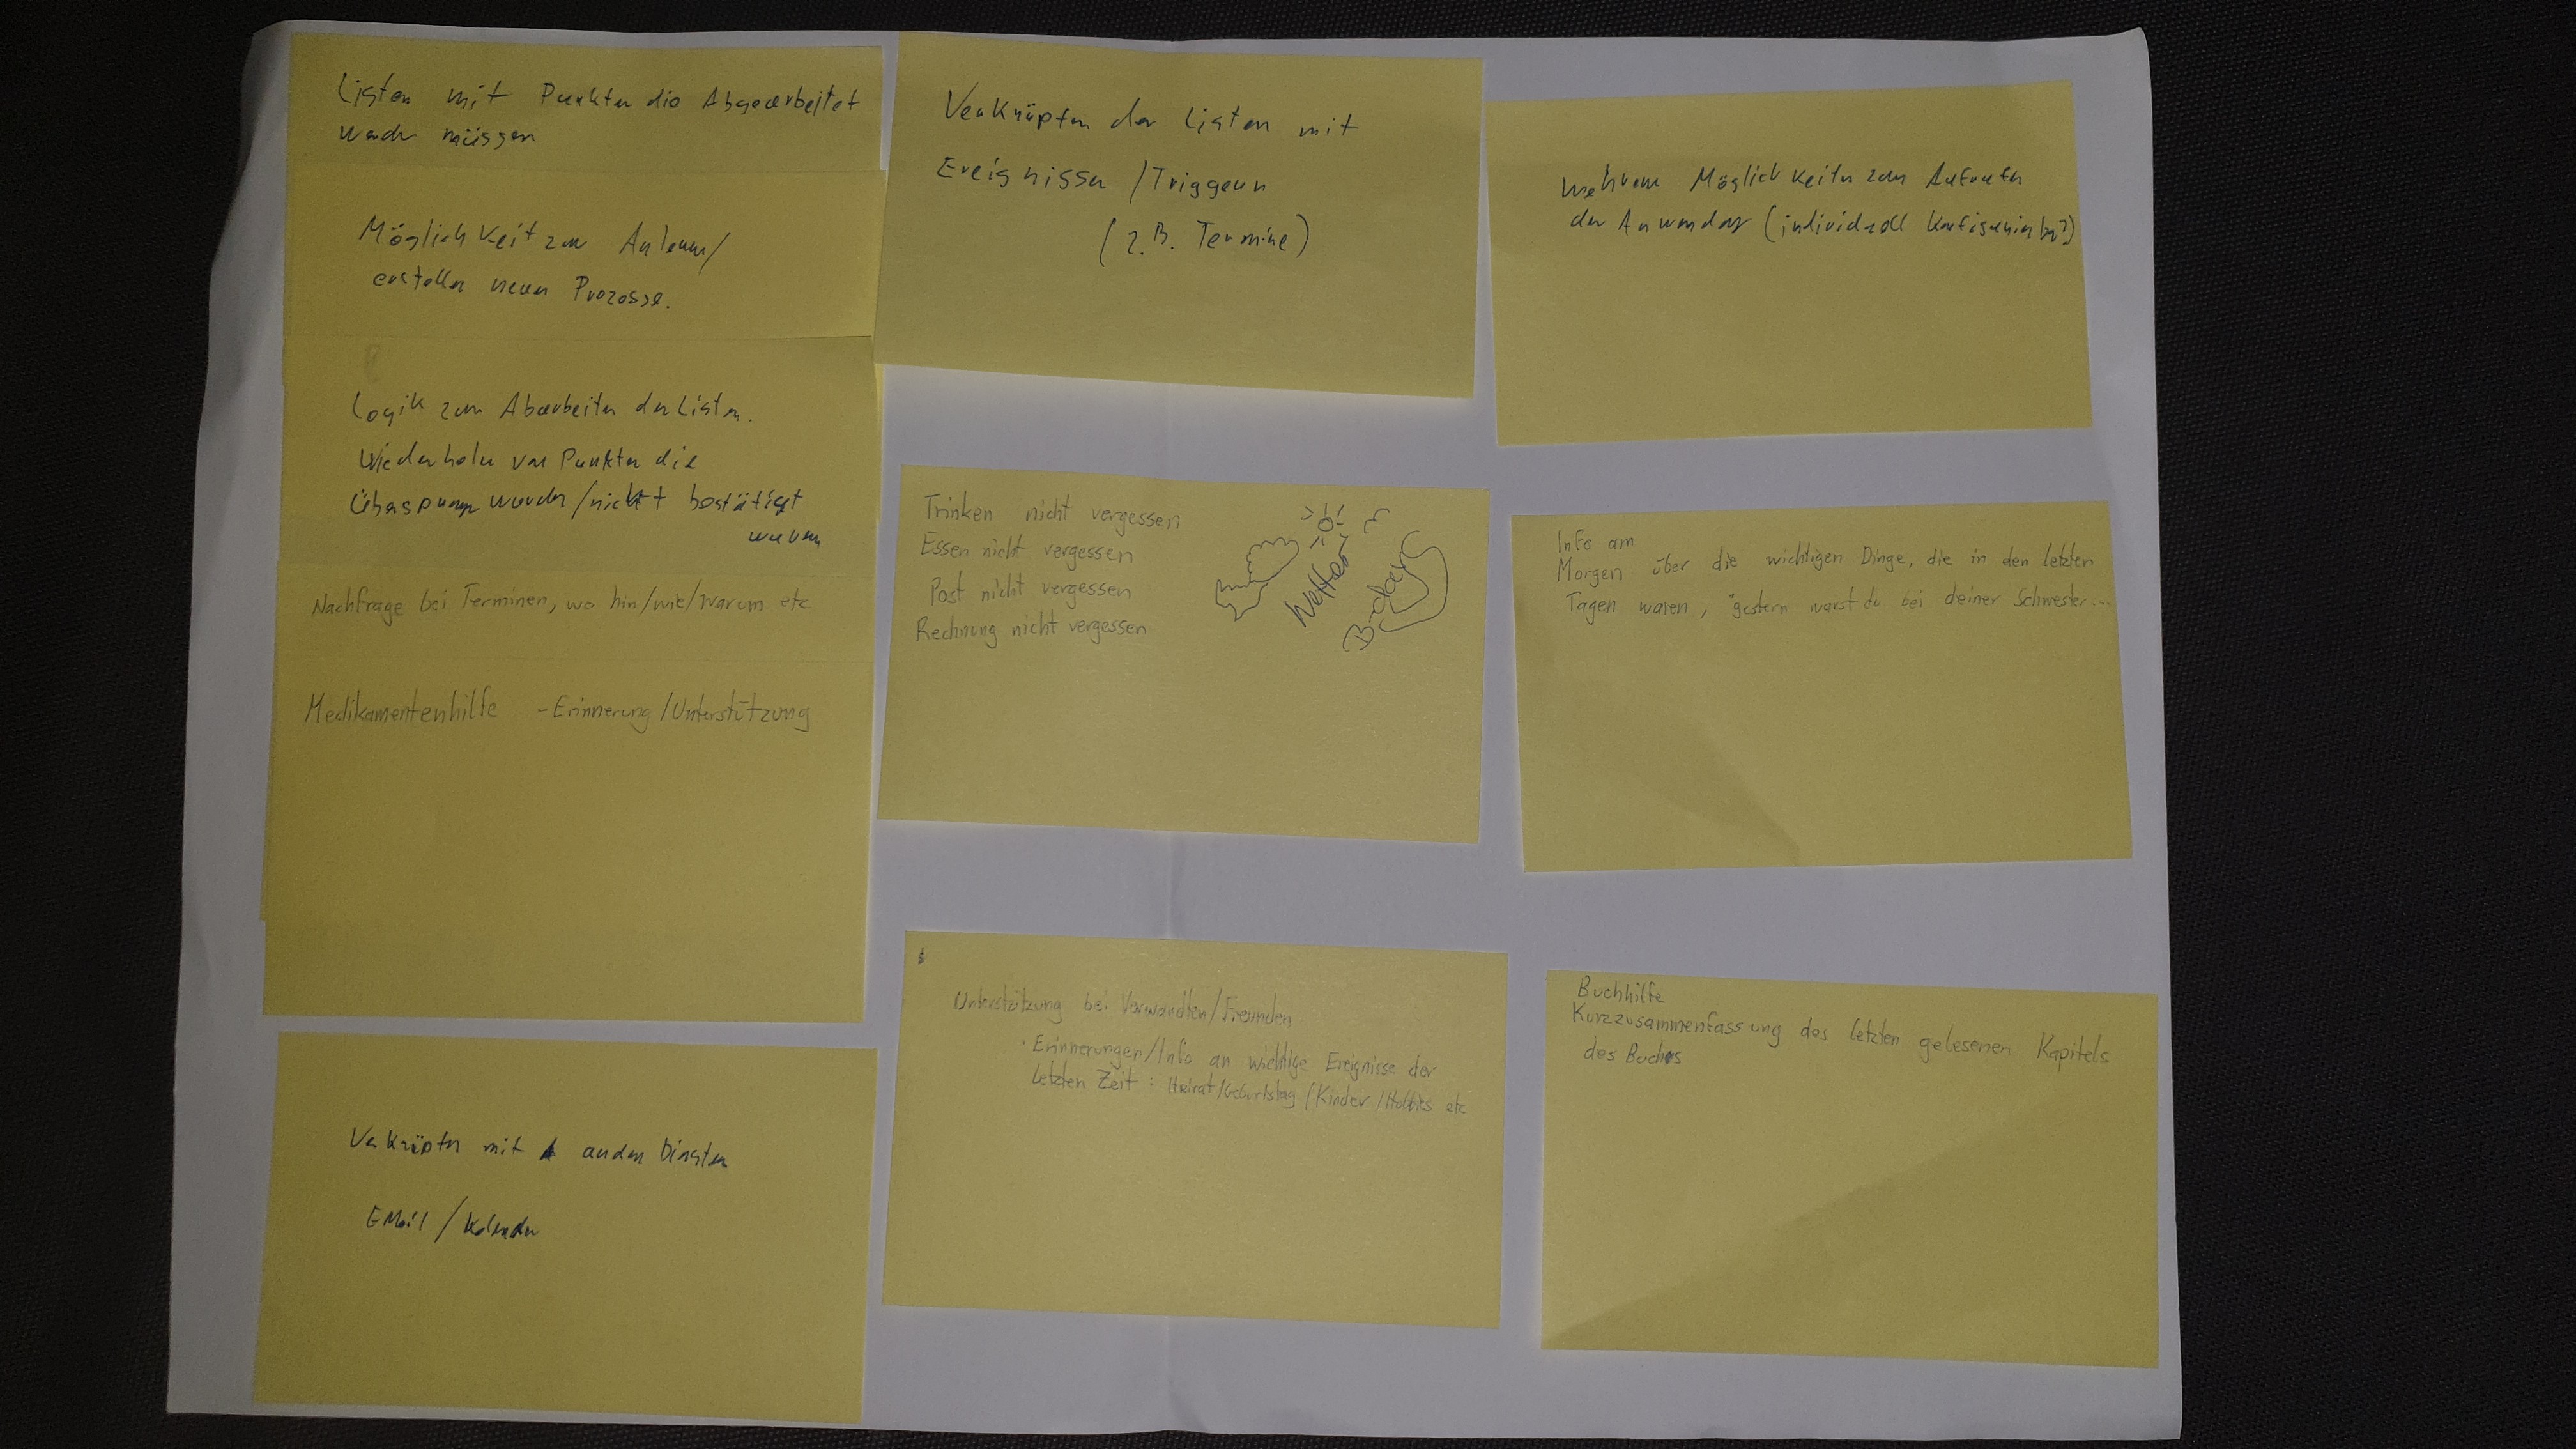 Listen mit Punkten die Abgearbeitet
werden müssen
Möglichkeit zum Anlernen/
erstellen neuer Prozesse.
Logik zum Abarbeiten der Listen.
Wiederholen von Punkten die
wurden/nicht bestätigt
wurden
Nachfrage bei Terminen, wo hin/wie/warum etc
Medikamentenhilfe - Erinnerung/Unterstützung
Verknüpfen mit andern Diensten
EMail/Kalender
Verknüpfen der Listen mit
Ereignissen/Triggern
(z.B. Termine)
Trinken nicht vergessen
Essen nicht vergessen
Post nicht vergessen
Rechnung nicht vergessen
Wetter
Unterstützung bei Verwandten/Freunden
· Erinnerungen/Info an wichtige Ereignisse der
letzten Zeit: Heirat/Geburtstag/Kinder/Hobbies etc
Mehrere Möglichkeiten zum Aufrufen
der Anwendung (individuell Konfigurierbar?)
Info am
Morgen über die wichtigen Dinge, die in den letzten
Tagen waren, "gestern warst du bei deiner Schwester...
Buchhilfe
Kurzzusammenfassung des letzten gelesenen Kapitels
des Buches